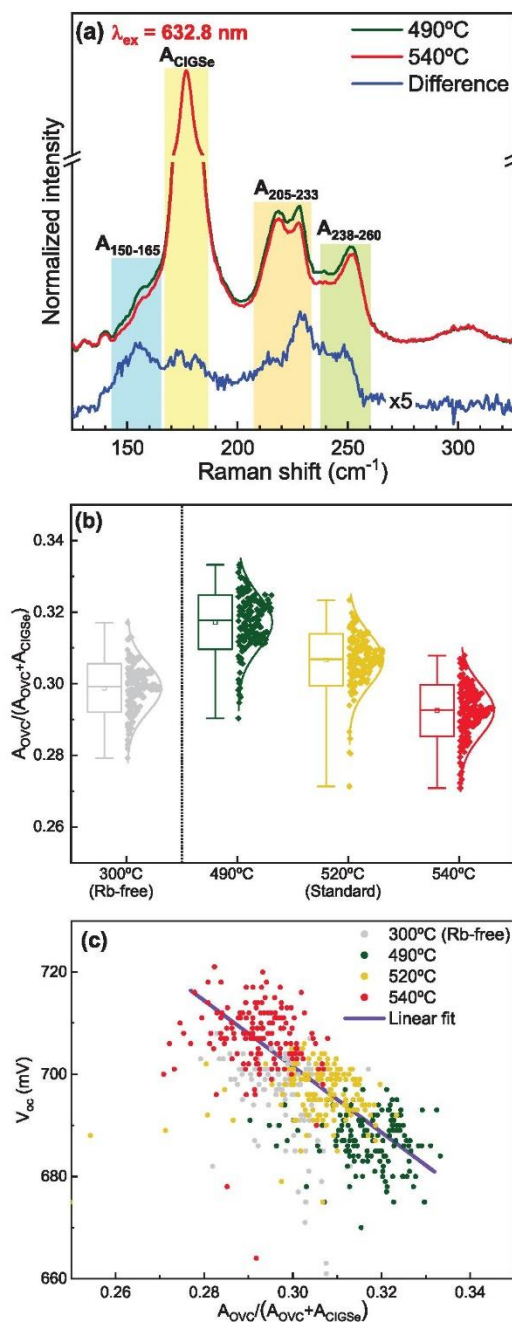 (a) λex = 632.8 nm
490ºC
540ºC
Difference
ACIGSe
A205-233
A238-260
A150-165
x5
Normalized intensity
150 200 250 300
Raman shift (cm-1)
(b)
0.34
0.32
0.30
0.28
0.26
AOVC/(AOVC+ACIGSe)
300ºC 490ºC 520ºC 540ºC
(Rb-free) (Standard)
(c)
300ºC (Rb-free)
490ºC
520ºC
540ºC
Linear fit
720
700
680
660
Voc (mV)
0.26 0.28 0.30 0.32 0.34
AOVC/(AOVC+ACIGSe)